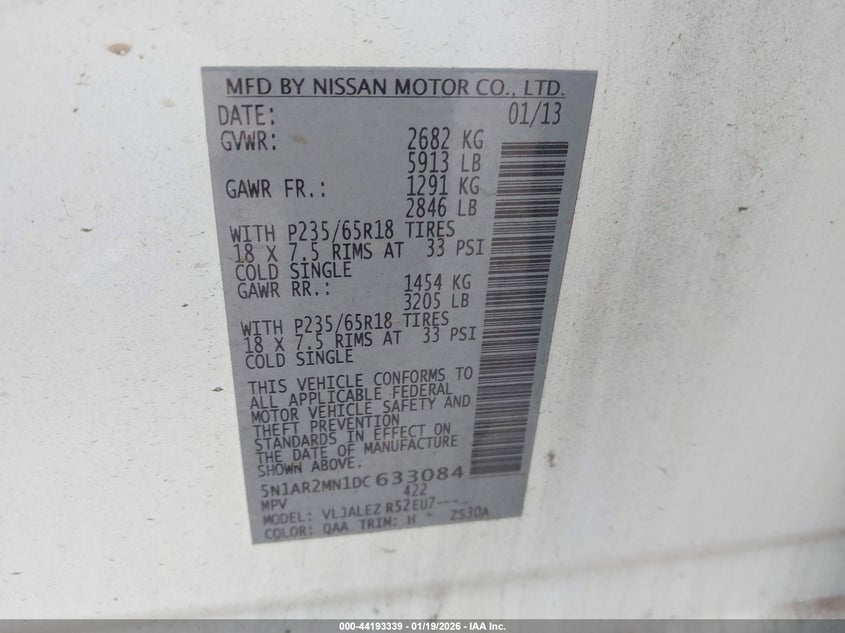 MFD BY NISSAN MOTOR CO., LTD.
DATE: 01/13
GVWR: 2682 KG
5913 LB
GAWR FR.: 1291 KG
2846 LB
WITH P235/65R18 TIRES
18 X 7.5 RIMS AT 33 PSI
COLD SINGLE
GAWR RR.: 1454 KG
3205 LB
WITH P235/65R18 TIRES
18 X 7.5 RIMS AT 33 PSI
COLD SINGLE
THIS VEHICLE CONFORMS TO
ALL APPLICABLE FEDERAL
MOTOR VEHICLE SAFETY AND
THEFT PREVENTION
STANDARDS IN EFFECT ON
THE DATE OF MANUFACTURE
SHOWN ABOVE.
5N1AR2MN1DC 633084
MPV 422
MODEL: VLJALEZ R52EU7----
COLOR: QAA TRIM: H * ZS30A
000-44193339 - 01/19/2026 - IAA Inc.